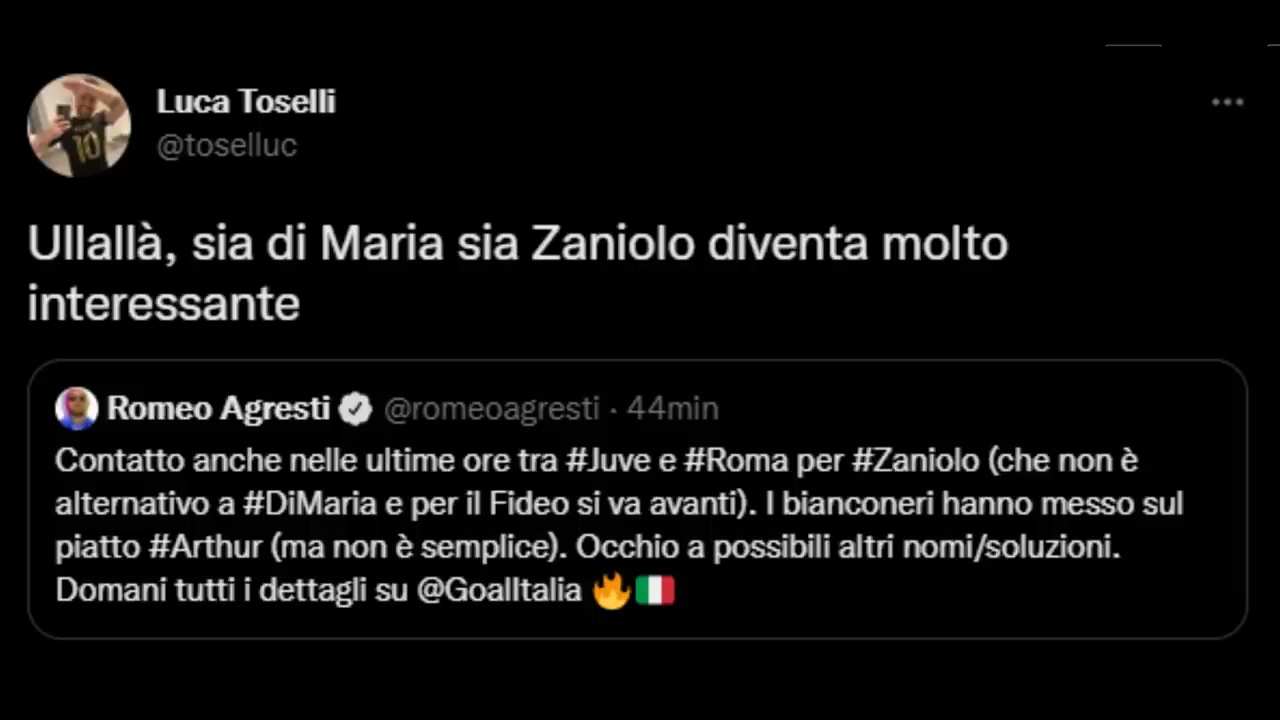 Luca Toselli
@toselluc
Ullallà, sia di Maria sia Zaniolo diventa molto
interessante
Romeo Agresti @romeoagresti · 44min
Contatto anche nelle ultime ore tra #Juve e #Roma per #Zaniolo (che non è
alternativo a #DiMaria e per il Fideo si va avanti). I bianconeri hanno messo sul
piatto #Arthur (ma non è semplice). Occhio a possibili altri nomi/soluzioni.
Domani tutti i dettagli su @GoalItalia 🔥🇮🇹